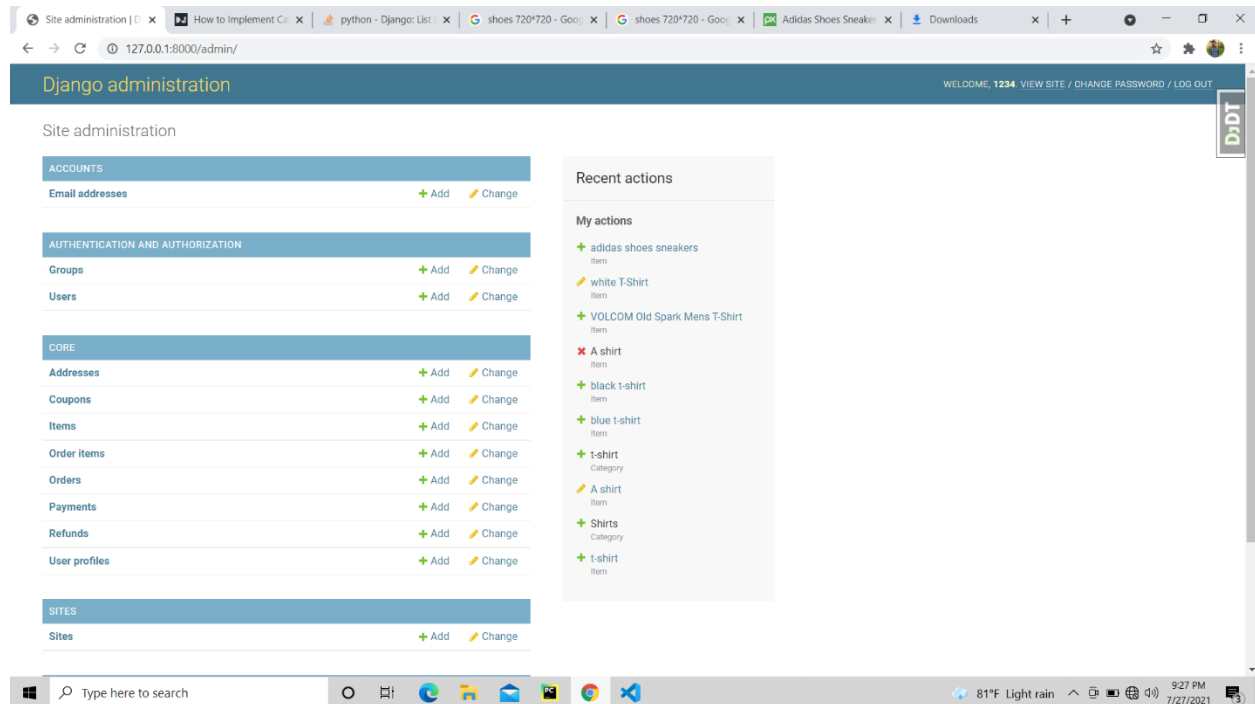 Site administration | D
How to Implement Ca
python - Django: List
shoes 720*720 - Goog
shoes 720*720 - Goog
Adidas Shoes Sneaker
Downloads
127.0.0.1:8000/admin/
Django administration
WELCOME, 1234. VIEW SITE / CHANGE PASSWORD / LOG OUT
DjDT
Site administration
ACCOUNTS
Email addresses Add Change
AUTHENTICATION AND AUTHORIZATION
Groups Add Change
Users Add Change
CORE
Addresses Add Change
Coupons Add Change
Items Add Change
Order items Add Change
Orders Add Change
Payments Add Change
Refunds Add Change
User profiles Add Change
SITES
Sites Add Change
Recent actions
My actions
adidas shoes sneakers
Item
white T-Shirt
Item
VOLCOM Old Spark Mens T-Shirt
Item
A shirt
Item
black t-shirt
Item
blue t-shirt
Item
t-shirt
Category
A shirt
Item
Shirts
Category
t-shirt
Item
Type here to search
PC
81°F Light rain
9:27 PM
7/27/2021
3